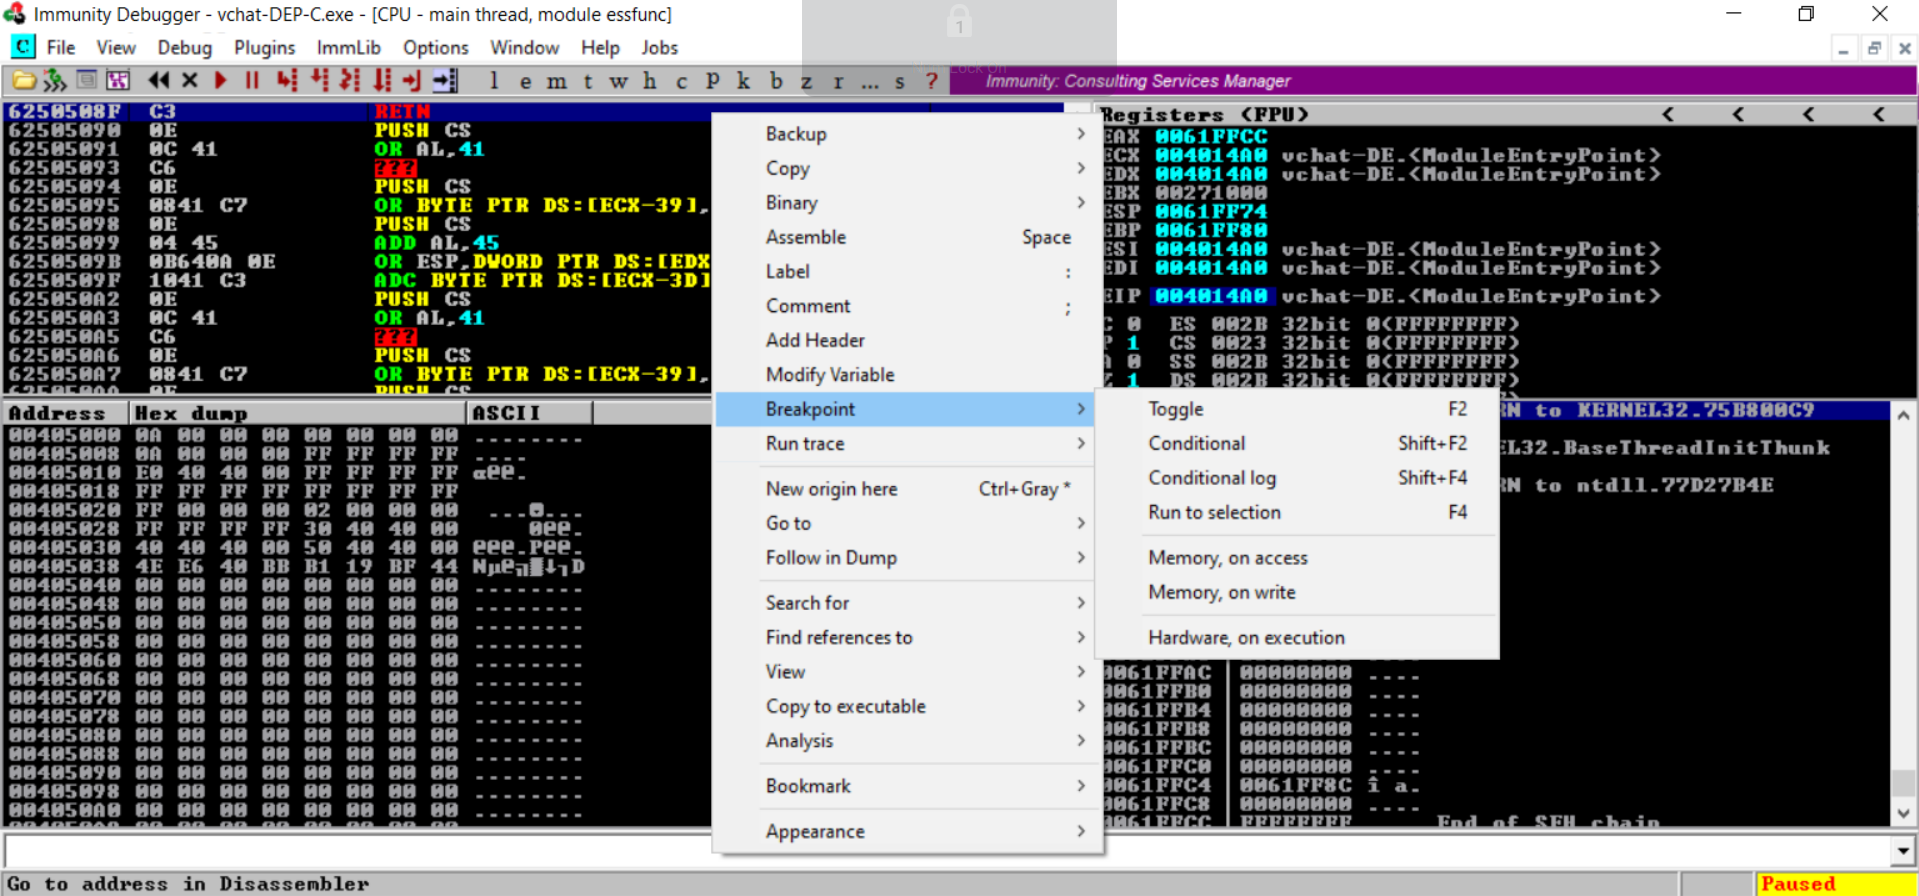 Immunity Debugger - vchat-DEP-C.exe - [CPU - main thread, module essfunc]
1
C File View Debug Plugins ImmLib Options Window Help Jobs
l e m t w h c P k b z r ... s ?
Immunity: Consulting Services Manager
6250508F C3 RETN
62505090 0E PUSH CS
62505091 0C 41 OR AL,41
62505093 C6 ???
62505094 0E PUSH CS
62505095 0841 C7 OR BYTE PTR DS:[ECX-39],
62505098 0E PUSH CS
62505099 04 45 ADD AL,45
6250509B 0B640A 0E OR ESP,DWORD PTR DS:[EDX
6250509F 1041 C3 ADC BYTE PTR DS:[ECX-3D]
625050A2 0E PUSH CS
625050A3 0C 41 OR AL,41
625050A5 C6 ???
625050A6 0E PUSH CS
625050A7 0841 C7 OR BYTE PTR DS:[ECX-39],
625050AA 0E PUSH CS
Registers (FPU) < < < <
EAX 0061FFCC
ECX 004014A0 vchat-DE.<ModuleEntryPoint>
EDX 004014A0 vchat-DE.<ModuleEntryPoint>
EBX 00271000
ESP 0061FF74
EBP 0061FF80
ESI 004014A0 vchat-DE.<ModuleEntryPoint>
EDI 004014A0 vchat-DE.<ModuleEntryPoint>
EIP 004014A0 vchat-DE.<ModuleEntryPoint>
C 0 ES 002B 32bit 0(FFFFFFFF)
P 1 CS 0023 32bit 0(FFFFFFFF)
A 0 SS 002B 32bit 0(FFFFFFFF)
Z 1 DS 002B 32bit 0(FFFFFFFF)
Backup
Copy
Binary
Assemble Space
Label :
Comment ;
Add Header
Modify Variable
Breakpoint
Run trace
New origin here Ctrl+Gray *
Go to
Follow in Dump
Search for
Find references to
View
Copy to executable
Analysis
Bookmark
Appearance
Toggle F2
Conditional Shift+F2
Conditional log Shift+F4
Run to selection F4
Memory, on access
Memory, on write
Hardware, on execution
Address Hex dump ASCII
00405000 0A 00 00 00 00 00 00 00 ........
00405008 0A 00 00 00 FF FF FF FF ....
00405010 E0 40 40 00 FF FF FF FF α@@.
00405018 FF FF FF FF FF FF FF FF
00405020 FF 00 00 00 02 00 00 00 ...☻...
00405028 FF FF FF FF 30 40 40 00 0@@.
00405030 40 40 40 00 50 40 40 00 @@@.P@@.
00405038 4E E6 40 BB B1 19 BF 44 Nµ@╗▒↓┐D
00405040 00 00 00 00 00 00 00 00 ........
00405048 00 00 00 00 00 00 00 00 ........
00405050 00 00 00 00 00 00 00 00 ........
00405058 00 00 00 00 00 00 00 00 ........
00405060 00 00 00 00 00 00 00 00 ........
00405068 00 00 00 00 00 00 00 00 ........
00405070 00 00 00 00 00 00 00 00 ........
00405078 00 00 00 00 00 00 00 00 ........
00405080 00 00 00 00 00 00 00 00 ........
00405088 00 00 00 00 00 00 00 00 ........
00405090 00 00 00 00 00 00 00 00 ........
00405098 00 00 00 00 00 00 00 00 ........
004050A0 00 00 00 00 00 00 00 00 ........
RN to KERNEL32.75B800C9
EL32.BaseThreadInitThunk
RN to ntdll.77D27B4E
0061FFAC 00000000 ....
0061FFB0 00000000 ....
0061FFB4 00000000 ....
0061FFB8 00000000 ....
0061FFBC 00000000 ....
0061FFC0 00000000 ....
0061FFC4 0061FF8C î a.
0061FFC8 00000000 ....
0061FFCC FFFFFFFF End of SEH chain
Go to address in Disassembler
Paused